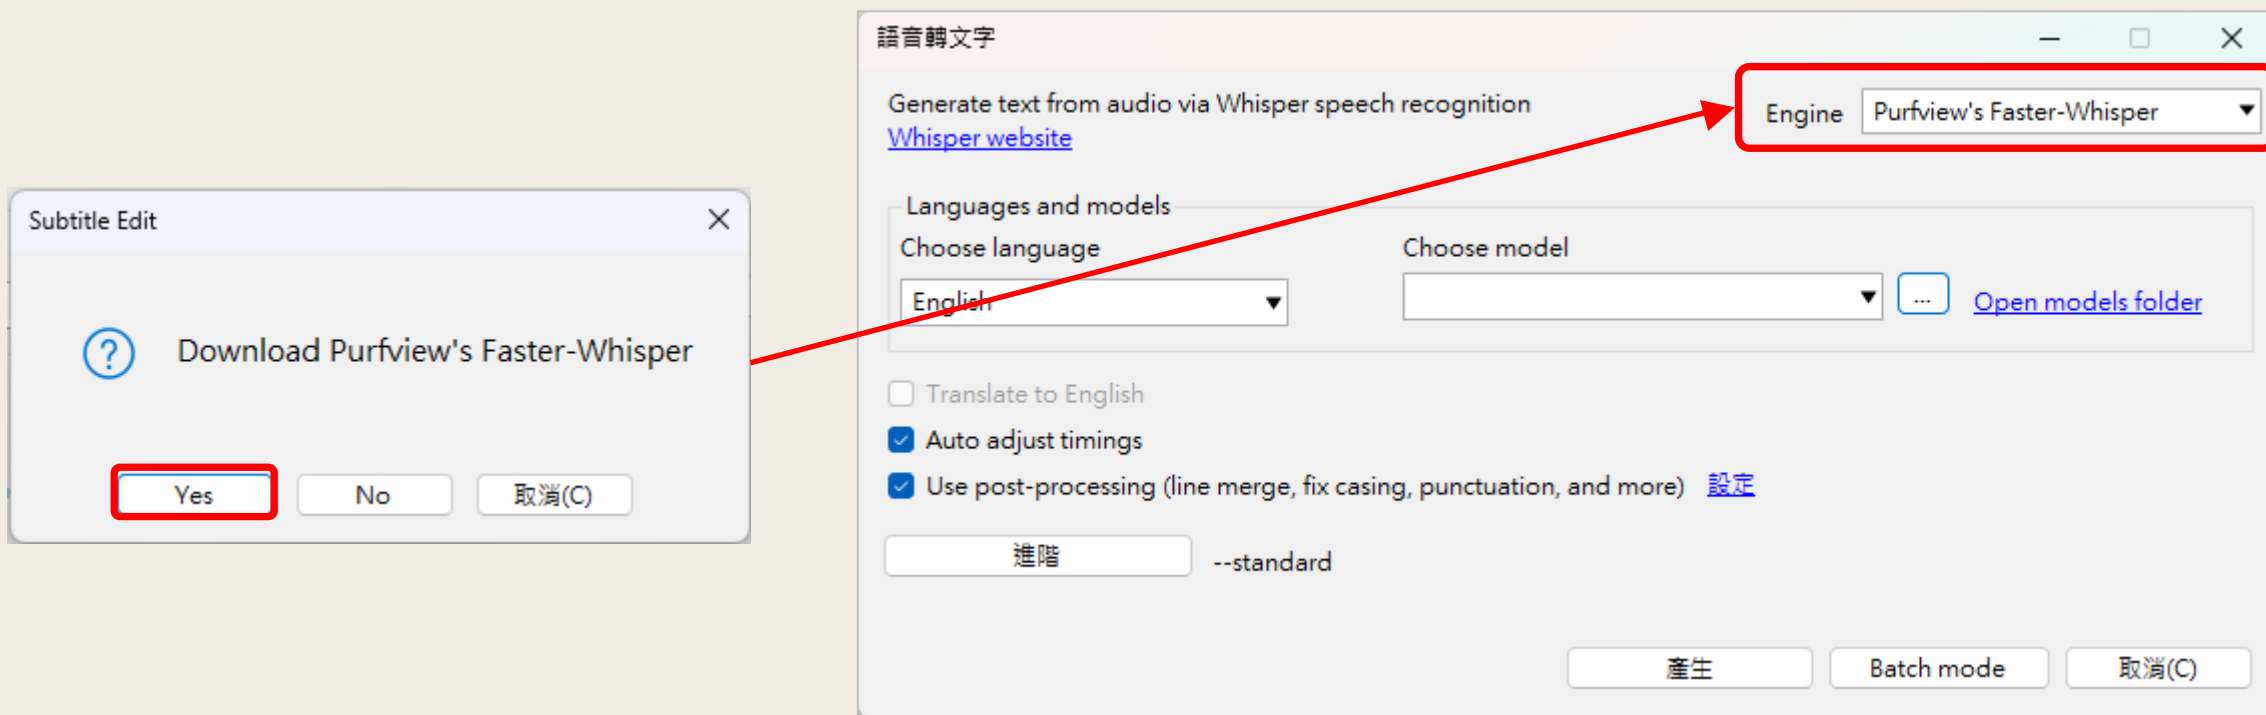 Subtitle Edit
Download Purfview's Faster-Whisper
Yes
No
取消(C)
語音轉文字
Generate text from audio via Whisper speech recognition
Whisper website
Engine
Purfview's Faster-Whisper
Languages and models
Choose language
Choose model
English
...
Open models folder
Translate to English
Auto adjust timings
Use post-processing (line merge, fix casing, punctuation, and more)
設定
進階
--standard
產生
Batch mode
取消(C)